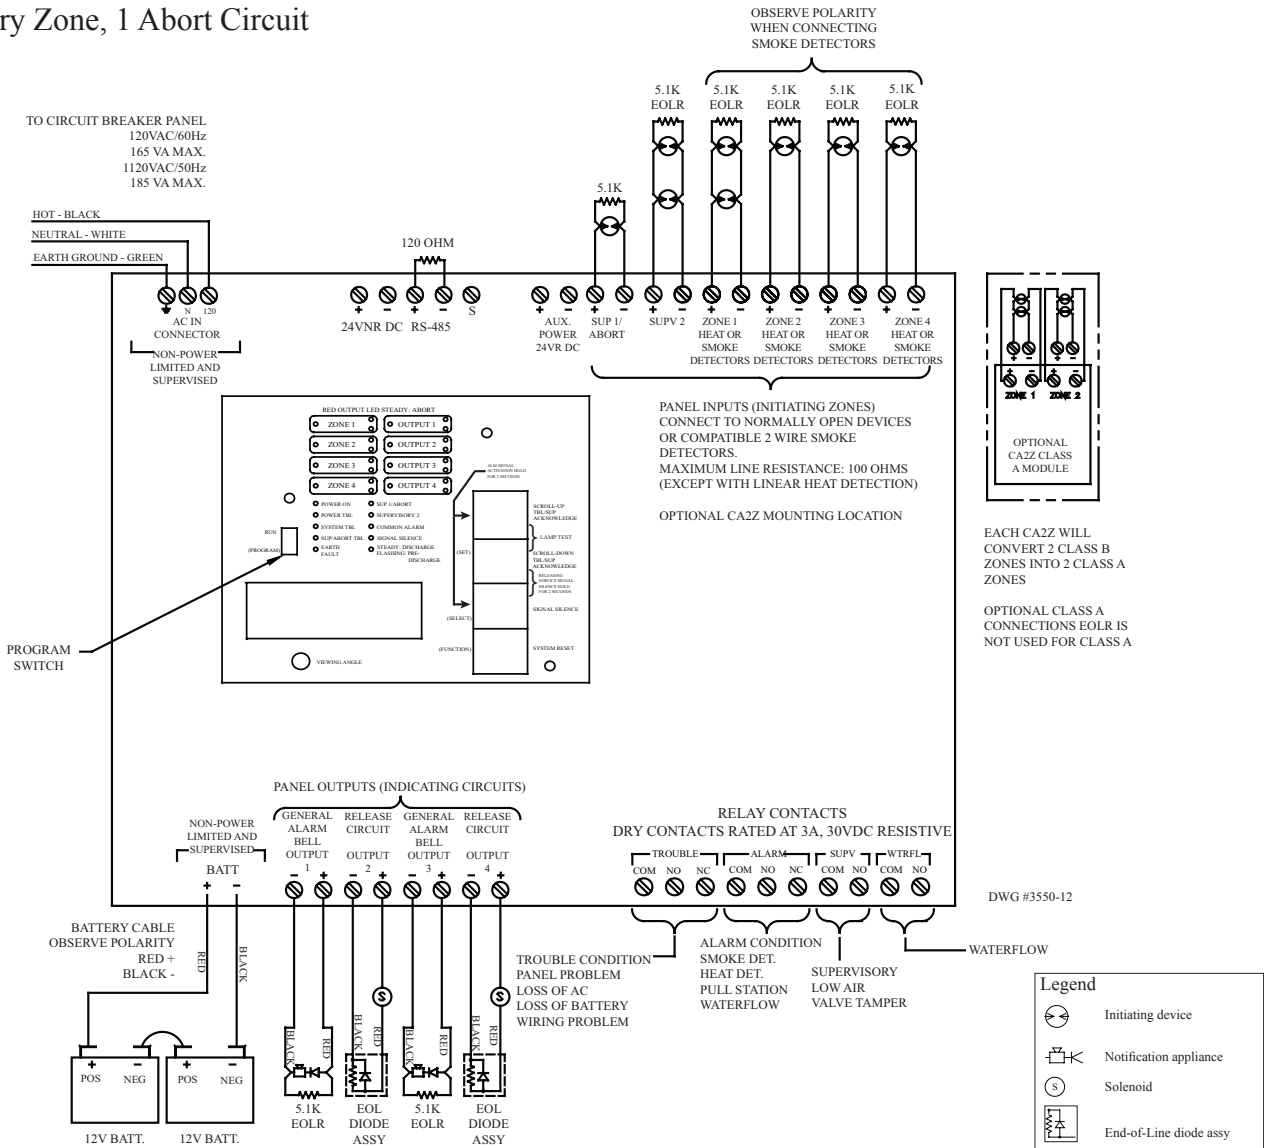 ry Zone, 1 Abort Circuit
OBSERVE POLARITY
WHEN CONNECTING
SMOKE DETECTORS
5.1K
EOLR
5.1K
EOLR
5.1K
EOLR
5.1K
EOLR
5.1K
EOLR
5.1K
TO CIRCUIT BREAKER PANEL
120VAC/60Hz
165 VA MAX.
1120VAC/50Hz
185 VA MAX.
HOT - BLACK
NEUTRAL - WHITE
EARTH GROUND - GREEN
120 OHM
N 120
AC IN
CONNECTOR
NON-POWER
LIMITED AND
SUPERVISED
+ - + - S
24VNR DC RS-485
+ - + - + - + - + - + - + -
AUX.
POWER
24VR DC
SUP 1/
ABORT
SUPV 2
ZONE 1
HEAT OR
SMOKE
DETECTORS
ZONE 2
HEAT OR
SMOKE
DETECTORS
ZONE 3
HEAT OR
SMOKE
DETECTORS
ZONE 4
HEAT OR
SMOKE
DETECTORS
+ - + -
+ - + -
ZONE 1 ZONE 2
OPTIONAL
CA2Z CLASS
A MODULE
PANEL INPUTS (INITIATING ZONES)
CONNECT TO NORMALLY OPEN DEVICES
OR COMPATIBLE 2 WIRE SMOKE
DETECTORS.
MAXIMUM LINE RESISTANCE: 100 OHMS
(EXCEPT WITH LINEAR HEAT DETECTION)
OPTIONAL CA2Z MOUNTING LOCATION
EACH CA2Z WILL
CONVERT 2 CLASS B
ZONES INTO 2 CLASS A
ZONES
OPTIONAL CLASS A
CONNECTIONS EOLR IS
NOT USED FOR CLASS A
RED OUTPUT LED STEADY: ABORT
ZONE 1 OUTPUT 1
ZONE 2 OUTPUT 2
ZONE 3 OUTPUT 3
ZONE 4 OUTPUT 4
POWER ON SUP 1/ABORT
POWER TBL SUPERVISORY 2
SYSTEM TBL COMMON ALARM
SUP/ABORT TBL SIGNAL SILENCE
EARTH
FAULT
STEADY: DISCHARGE
FLASHING: PRE-
DISCHARGE
RUN
(PROGRAM)
ALM SIGNAL
ACTIVATION HOLD
FOR 2 SECONDS
SCROLL-UP
TBL/SUP
ACKNOWLEDGE
LAMP TEST
(SET)
SCROLL-DOWN
TBL/SUP
ACKNOWLEDGE
RELEASING
SERVICE/SIGNAL
SILENCE HOLD
FOR 2 SECONDS
SIGNAL SILENCE
(SELECT)
(FUNCTION)
SYSTEM RESET
VIEWING ANGLE
PROGRAM
SWITCH
PANEL OUTPUTS (INDICATING CIRCUITS)
NON-POWER
LIMITED AND
SUPERVISED
BATT
+ -
GENERAL
ALARM
BELL
OUTPUT
1
- +
RELEASE
CIRCUIT
OUTPUT
2
- +
GENERAL
ALARM
BELL
OUTPUT
3
- +
RELEASE
CIRCUIT
OUTPUT
4
- +
RELAY CONTACTS
DRY CONTACTS RATED AT 3A, 30VDC RESISTIVE
TROUBLE ALARM SUPV WTRFL
COM NO NC COM NO NC COM NO COM NO
DWG #3550-12
BATTERY CABLE
OBSERVE POLARITY
RED +
BLACK -
RED
BLACK
TROUBLE CONDITION
PANEL PROBLEM
LOSS OF AC
LOSS OF BATTERY
WIRING PROBLEM
ALARM CONDITION
SMOKE DET.
HEAT DET.
PULL STATION
WATERFLOW
SUPERVISORY
LOW AIR
VALVE TAMPER
WATERFLOW
S S
BLACK RED BLACK RED BLACK RED BLACK RED
+ - + -
POS NEG POS NEG
12V BATT. 12V BATT.
5.1K
EOLR
EOL
DIODE
ASSY
5.1K
EOLR
EOL
DIODE
ASSY
Legend
Initiating device
Notification appliance
S Solenoid
End-of-Line diode assy